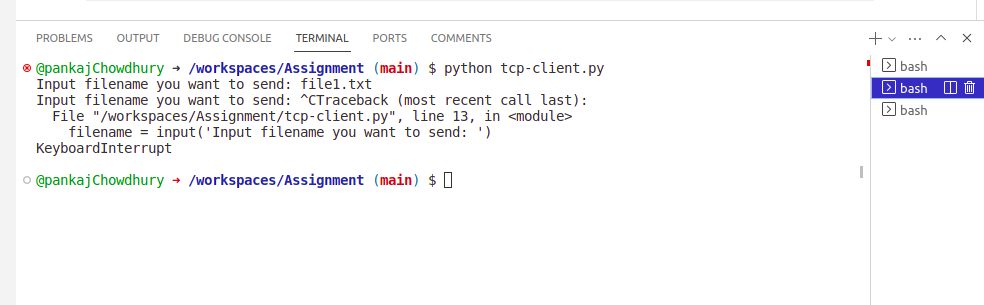 PROBLEMS OUTPUT DEBUG CONSOLE TERMINAL PORTS COMMENTS
@pankajChowdhury ➜ /workspaces/Assignment (main) $ python tcp-client.py
Input filename you want to send: file1.txt
Input filename you want to send: ^CTraceback (most recent call last):
  File "/workspaces/Assignment/tcp-client.py", line 13, in <module>
    filename = input('Input filename you want to send: ')
KeyboardInterrupt
@pankajChowdhury ➜ /workspaces/Assignment (main) $
bash
bash
bash